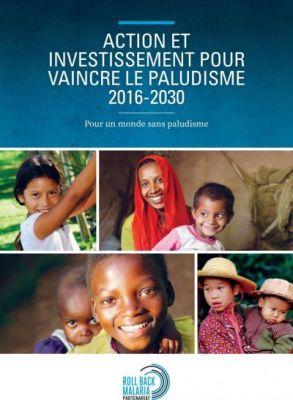 ACTION ET
INVESTISSEMENT POUR
VAINCRE LE PALUDISME
2016-2030
Pour un monde sans paludisme
ROLL BACK
MALARIA
PARTENARIAT